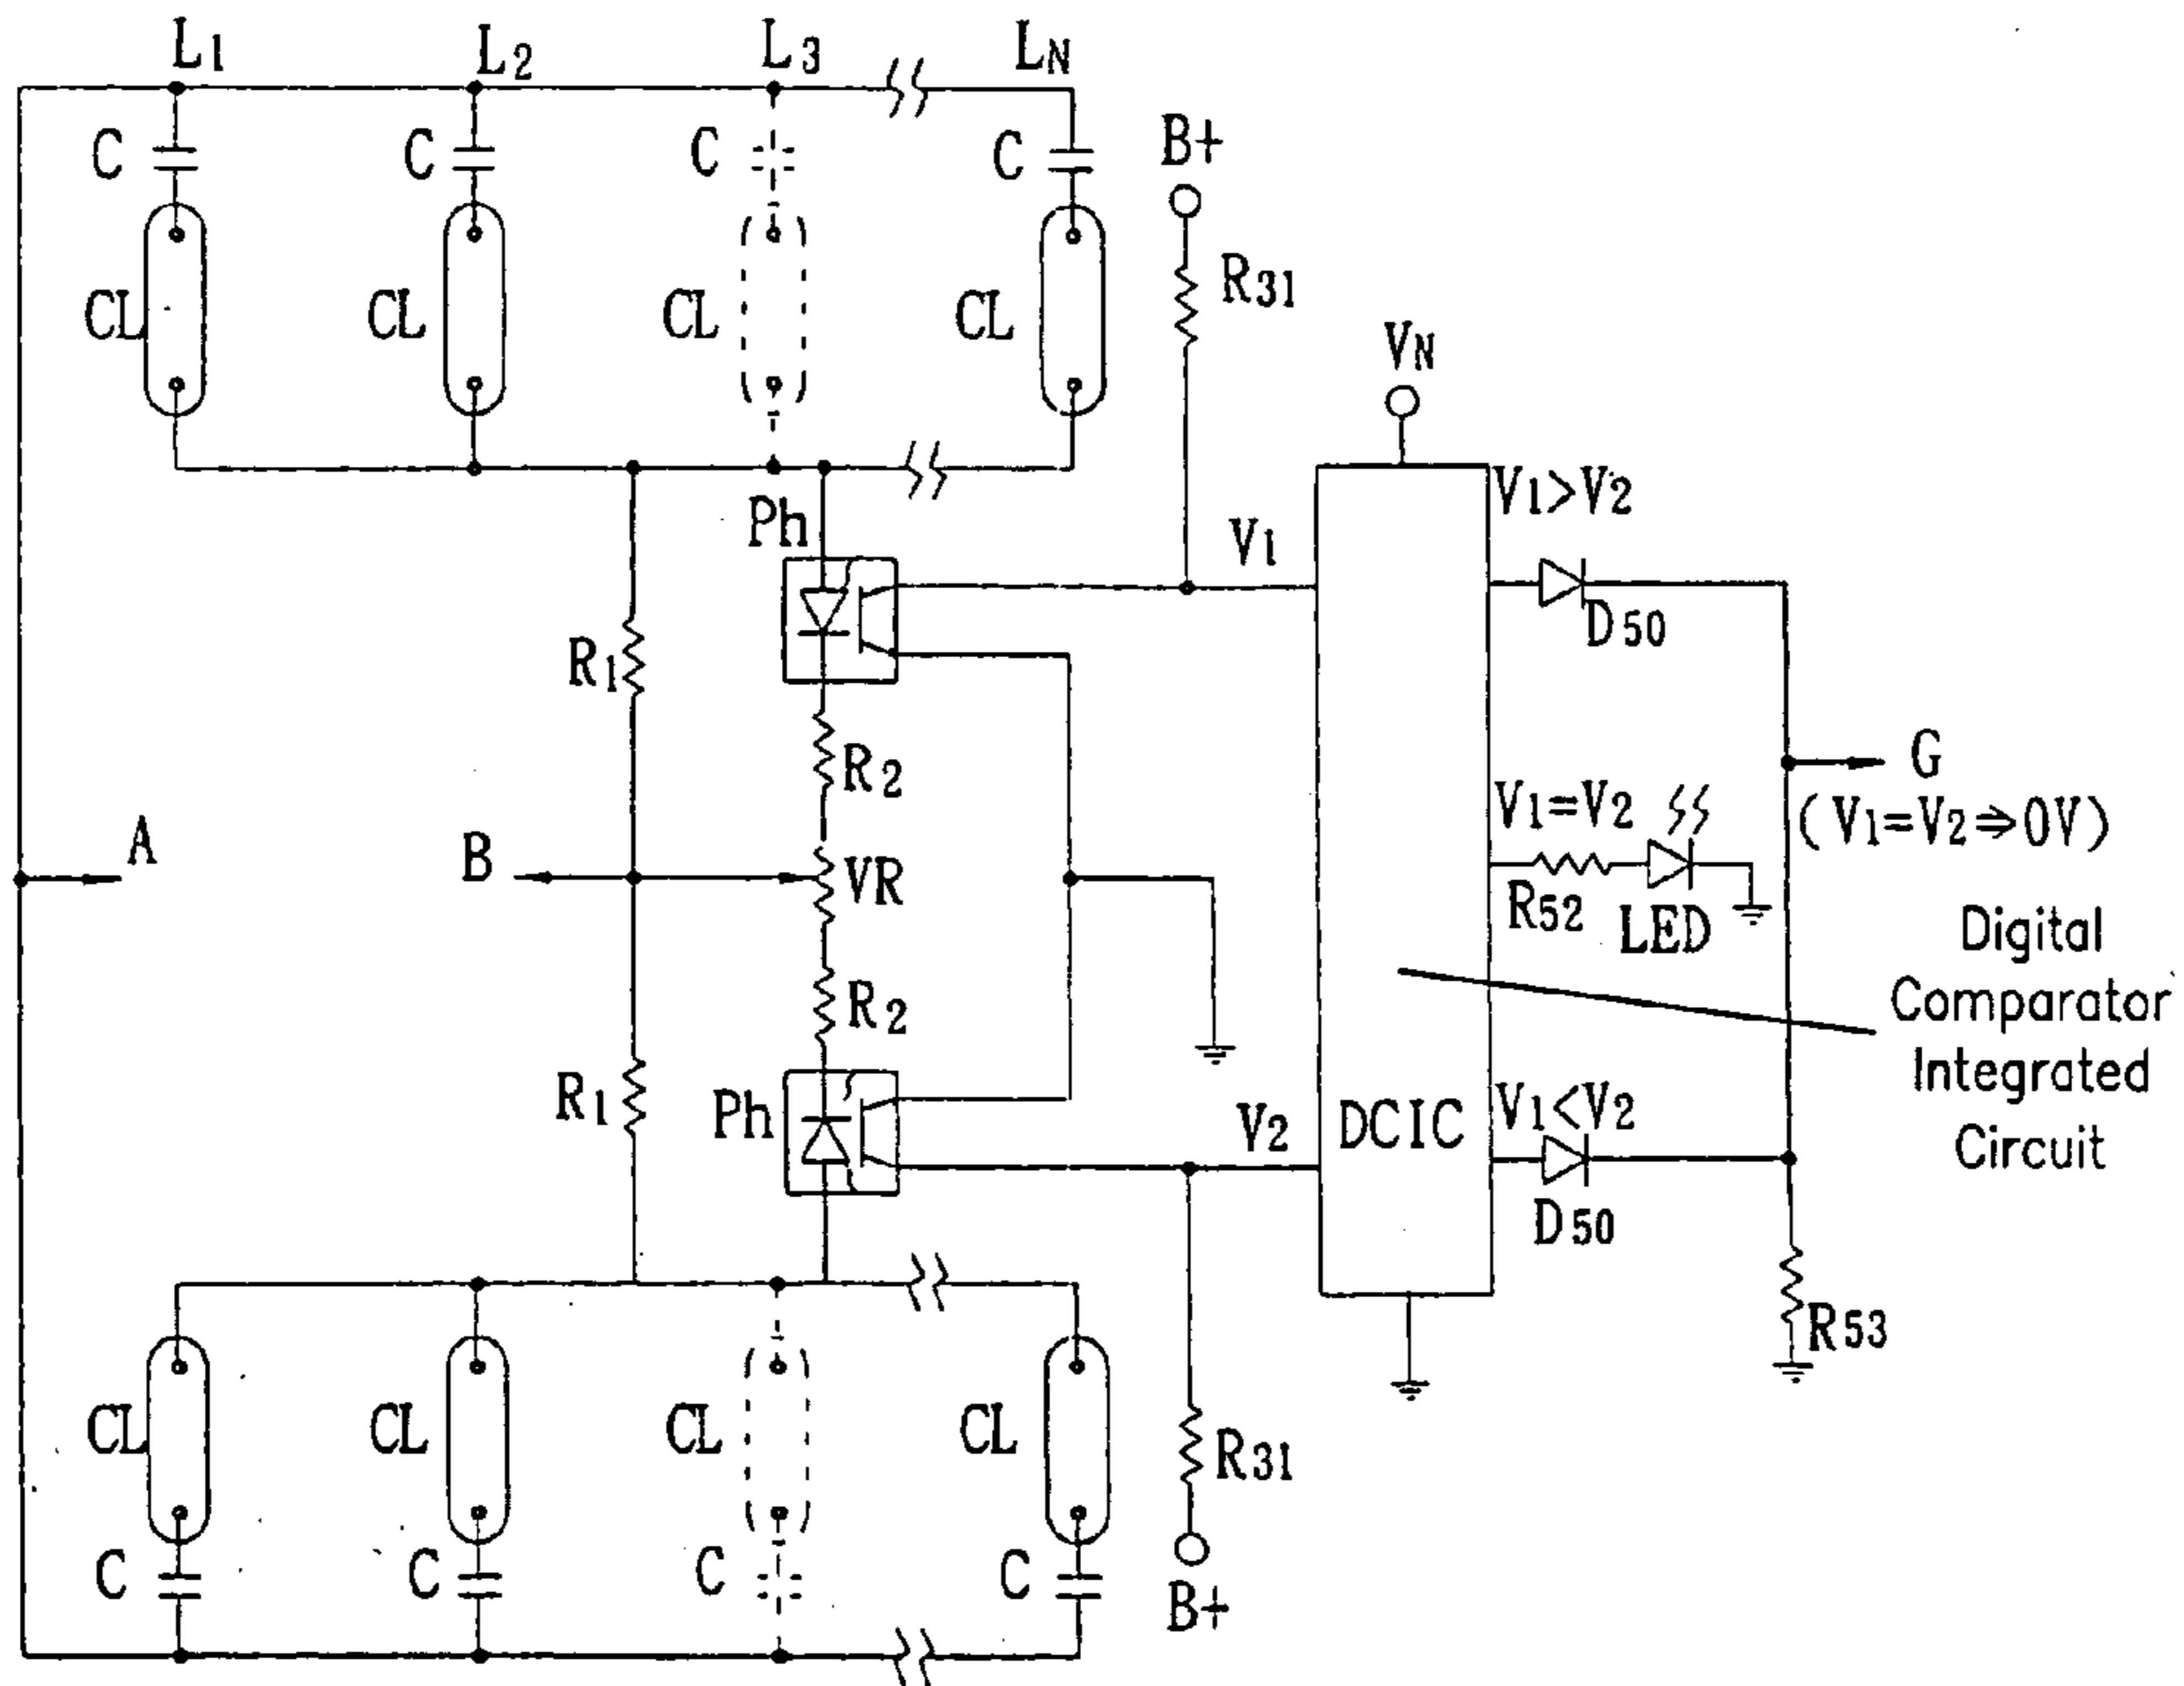 L1 L2 L3 LN
C C C C B+
CL CL CL CL R31
VN
V1>V2
Ph V1
D50
R1
R2 G
V1=V2 (V1=V2⇒0V)
A B VR
R52 LED
Digital
Comparator
Integrated
Circuit
R2
R1 Ph V2 DCIC V1<V2
D50
R53
CL CL CL CL R31
C C C C B+